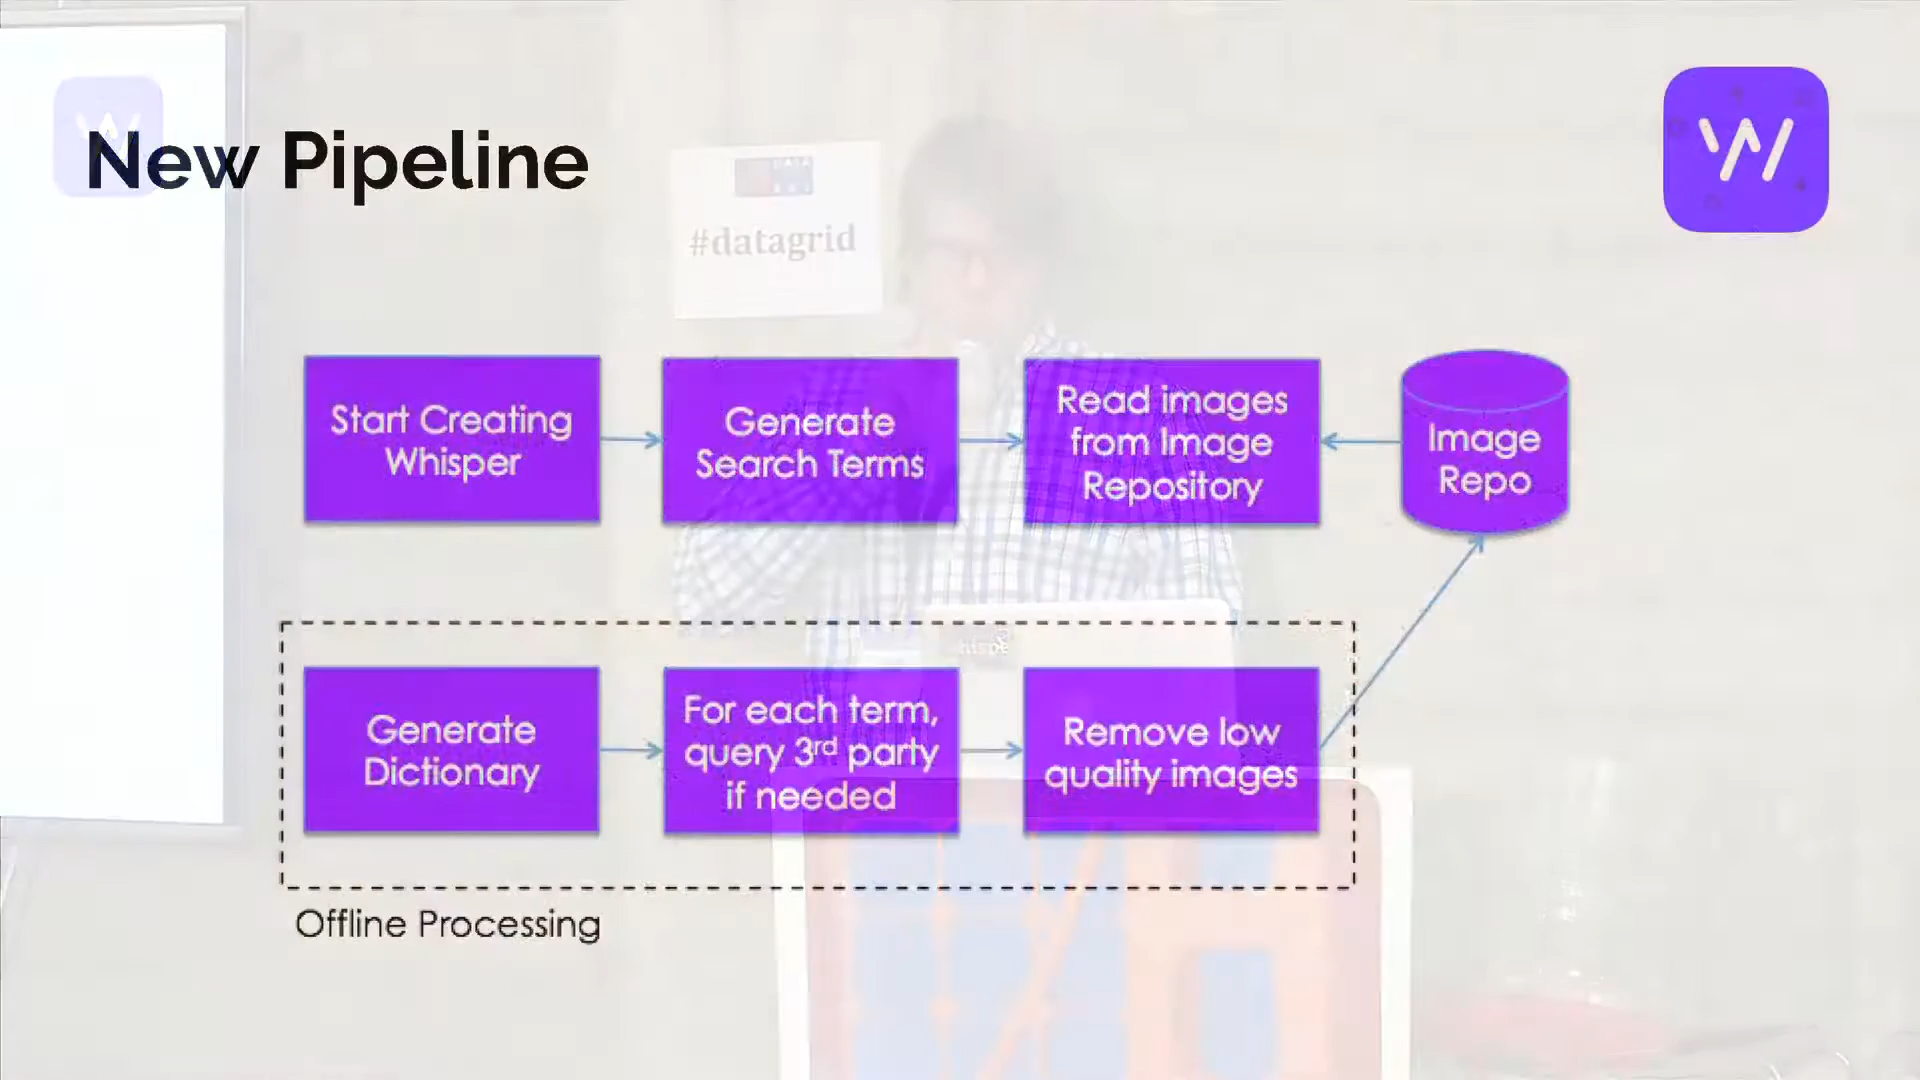 New Pipeline
#datagrid
Start Creating
Whisper
Generate
Search Terms
Read images
from Image
Repository
Image
Repo
Generate
Dictionary
For each term,
query 3rd party
if needed
Remove low
quality images
Offline Processing